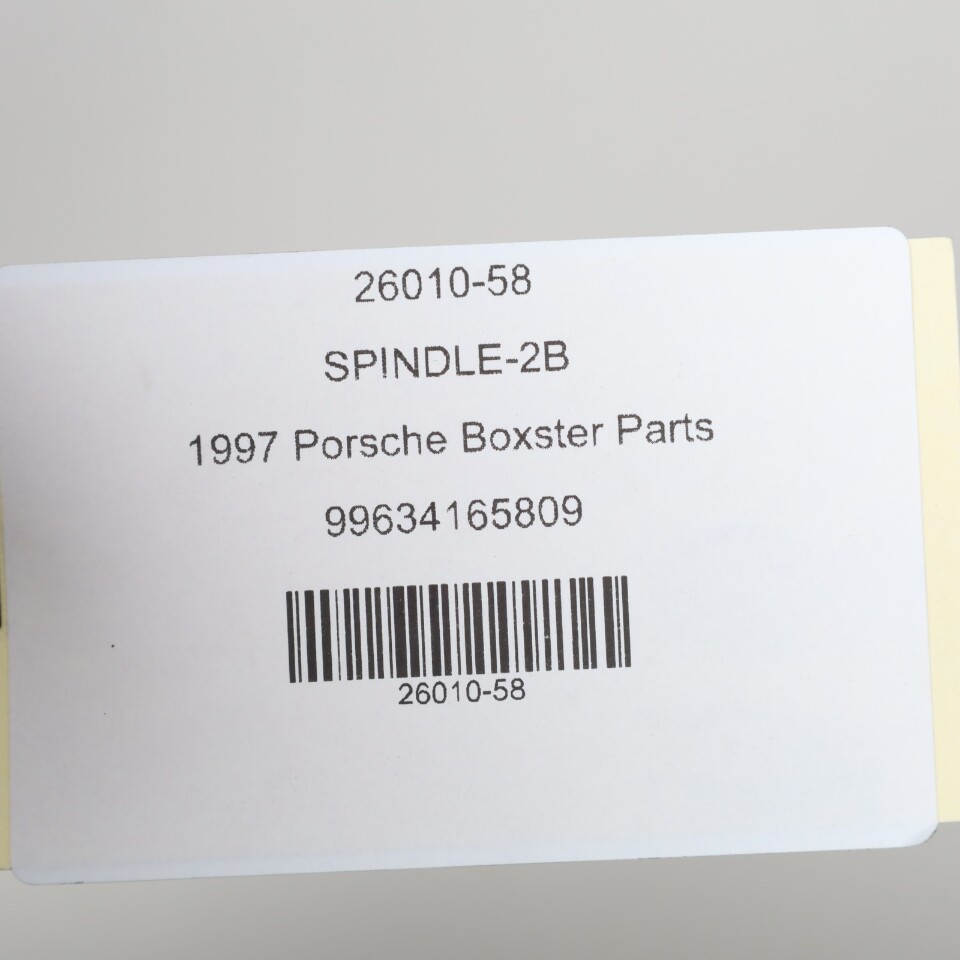 26010-58
SPINDLE-2B
1997 Porsche Boxster Parts
99634165809
26010-58